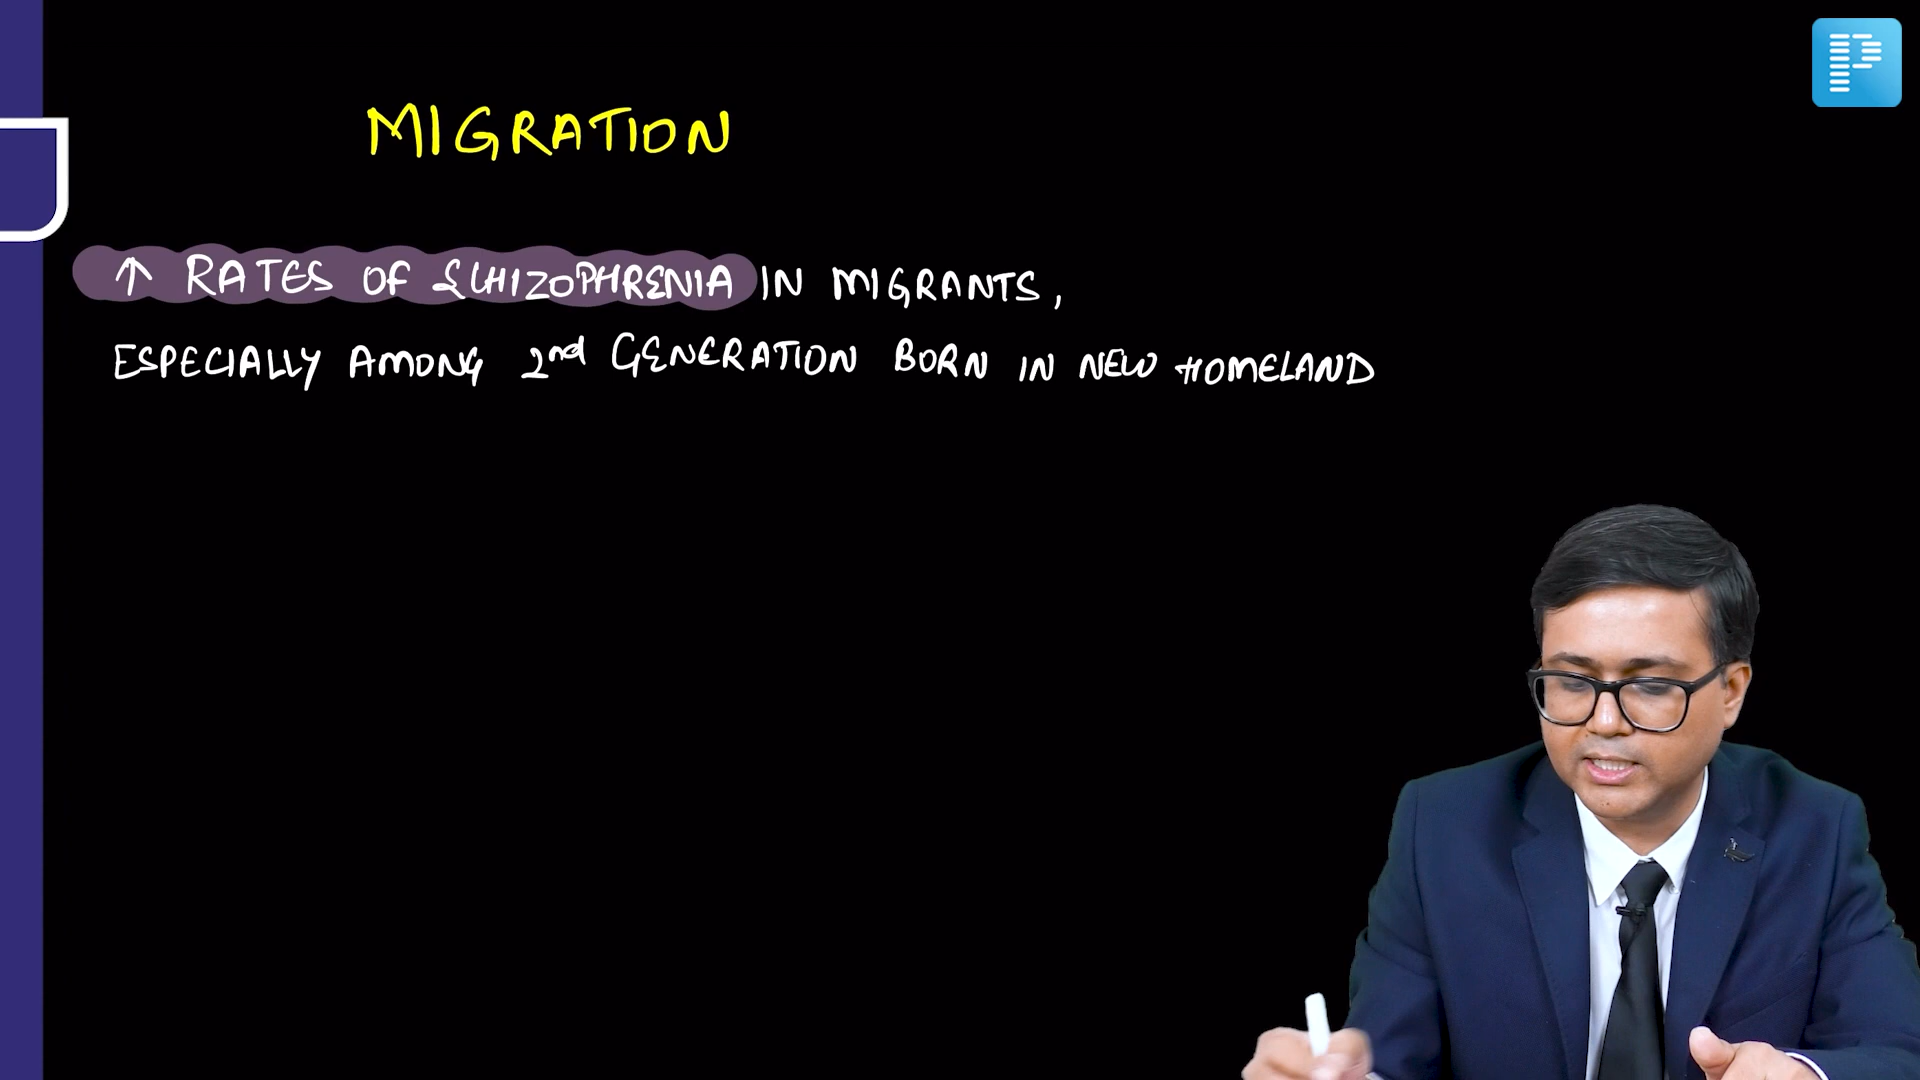 MIGRATION
↑ RATES OF SCHIZOPHRENIA IN MIGRANTS,
ESPECIALLY AMONG 2nd GENERATION BORN IN NEW HOMELAND